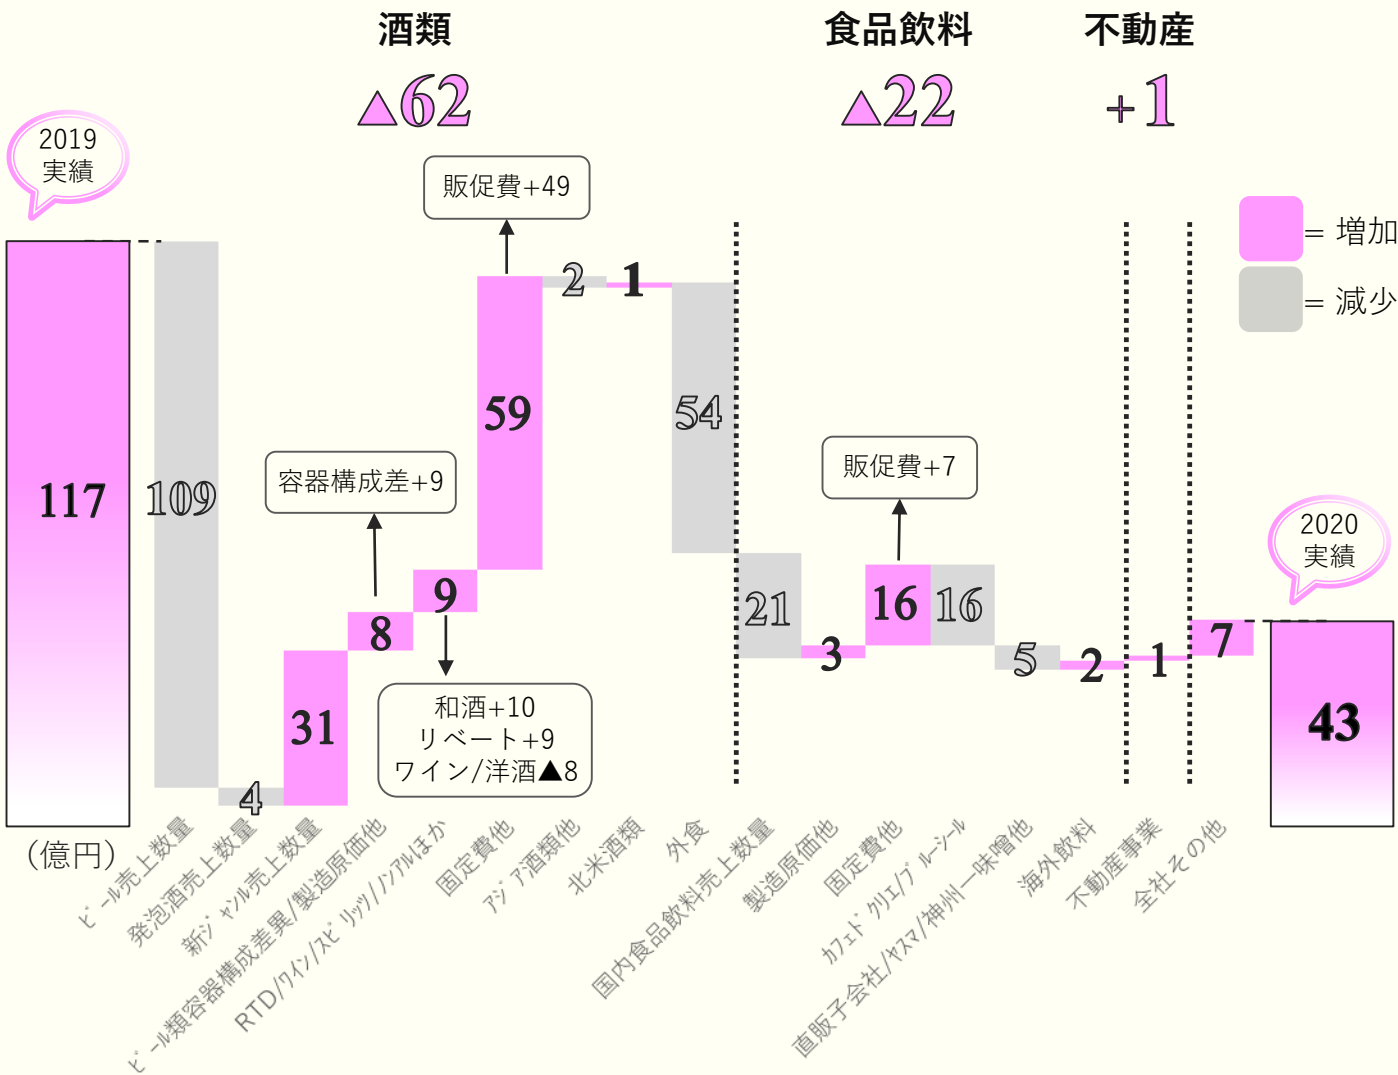 酒類
▲62
食品飲料
▲22
不動産
+1
2019
実績
販促費+49
= 増加
= 減少
117
109
4
31
8
9
59
2
1
54
21
3
16
16
5
2
1
7
43
容器構成差+9
販促費+7
和酒+10
リベート+9
ワイン/洋酒▲8
2020
実績
(億円)
ビール売上数量
発泡酒売上数量
新ジャンル売上数量
ビール類容器構成差異/製造原価他
RTD/ワイン/スピリッツ/ノンアルほか
固定費他
アジア酒類他
北米酒類
外食
国内食品飲料売上数量
製造原価他
固定費他
カフェドクリエ/ブルーシール
直販子会社/ヤスマ/神州一味噌他
海外飲料
不動産事業
全社その他